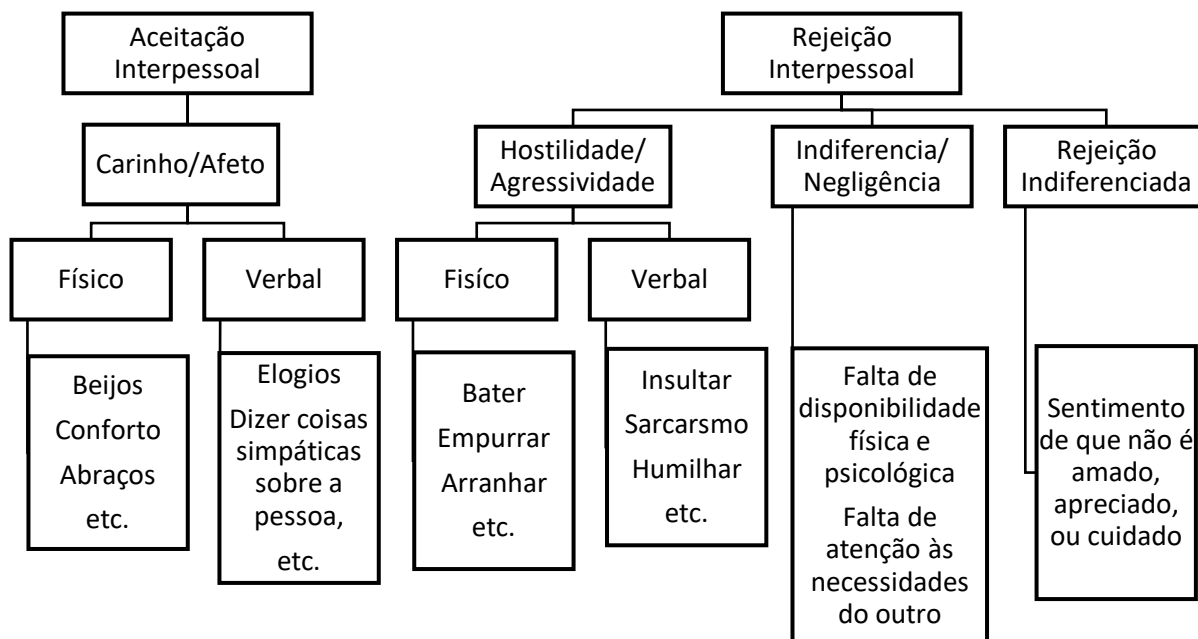 Aceitação
Interpessoal
Rejeição
Interpessoal
Carinho/Afeto
Hostilidade/
Agressividade
Indiferencia/
Negligência
Rejeição
Indiferenciada
Físico
Verbal
Fisíco
Verbal
Beijos
Conforto
Abraços
etc.
Elogios
Dizer coisas
simpáticas
sobre a
pessoa,
etc.
Bater
Empurrar
Arranhar
etc.
Insultar
Sarcarsmo
Humilhar
etc.
Falta de
disponibilidade
física e
psicológica
Falta de
atenção às
necessidades
do outro
Sentimento
de que não é
amado,
apreciado,
ou cuidado